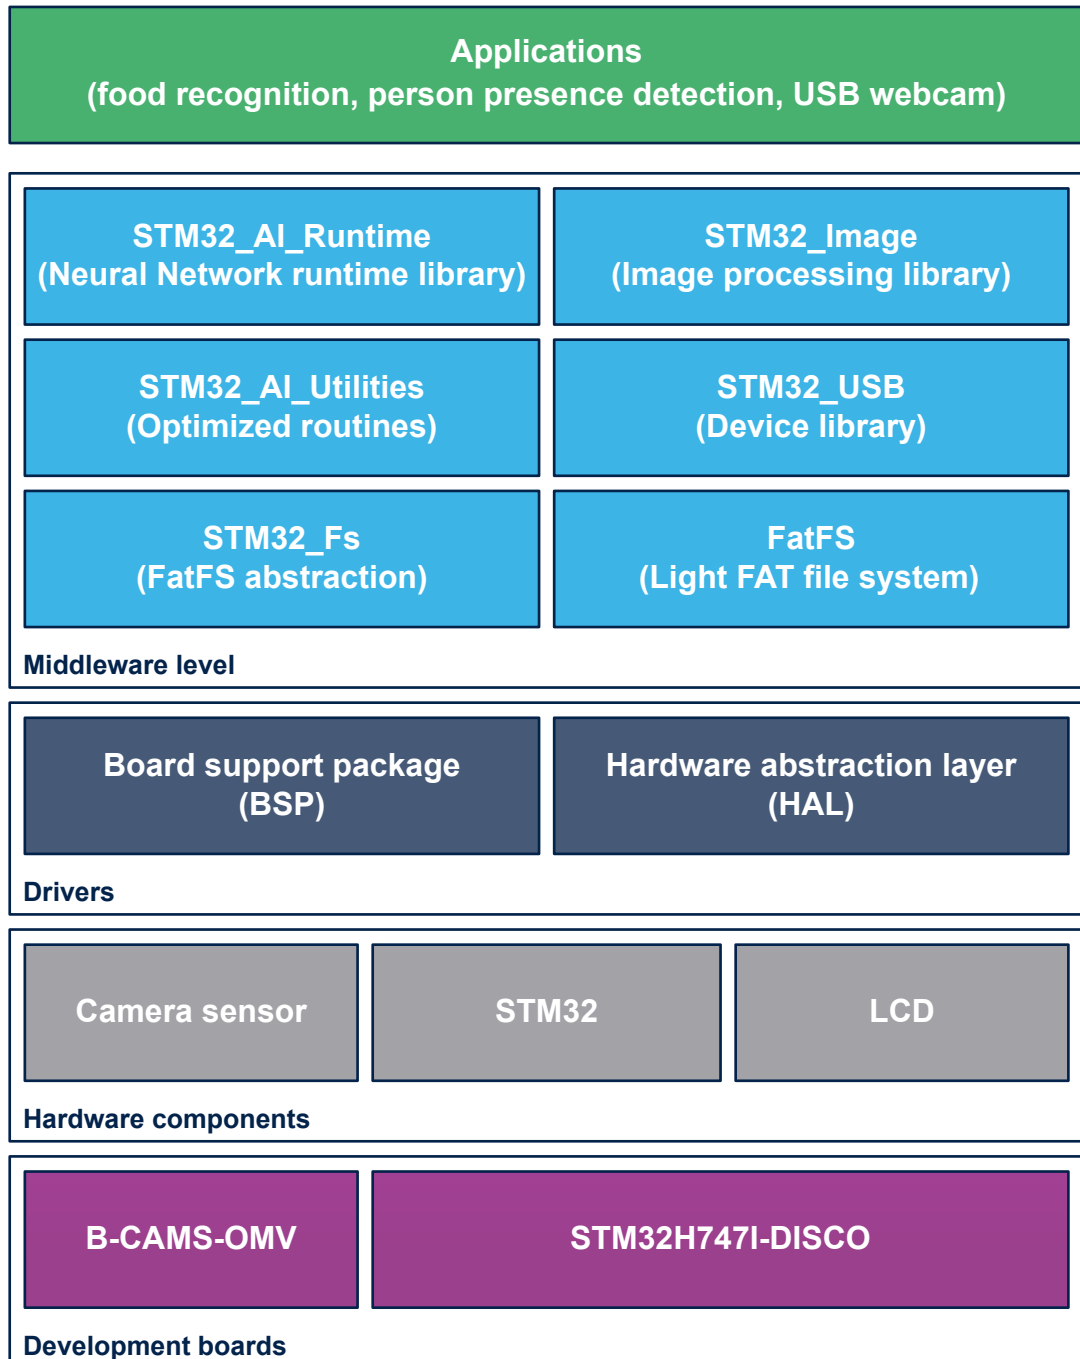 Applications
(food recognition, person presence detection, USB webcam)
STM32_AI_Runtime
(Neural Network runtime library)
STM32_Image
(Image processing library)
STM32_AI_Utilities
(Optimized routines)
STM32_USB
(Device library)
STM32_Fs
(FatFS abstraction)
FatFS
(Light FAT file system)
Middleware level
Board support package
(BSP)
Hardware abstraction layer
(HAL)
Drivers
Camera sensor
STM32
LCD
Hardware components
B-CAMS-OMV
STM32H747I-DISCO
Development boards